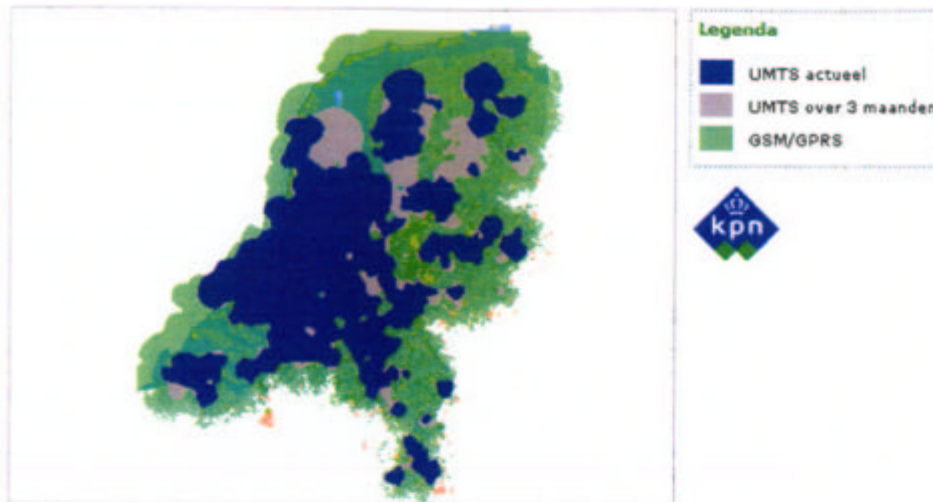 Legenda
UMTS actueel
UMTS over 3 maanden
GSM/GPRS
kpn